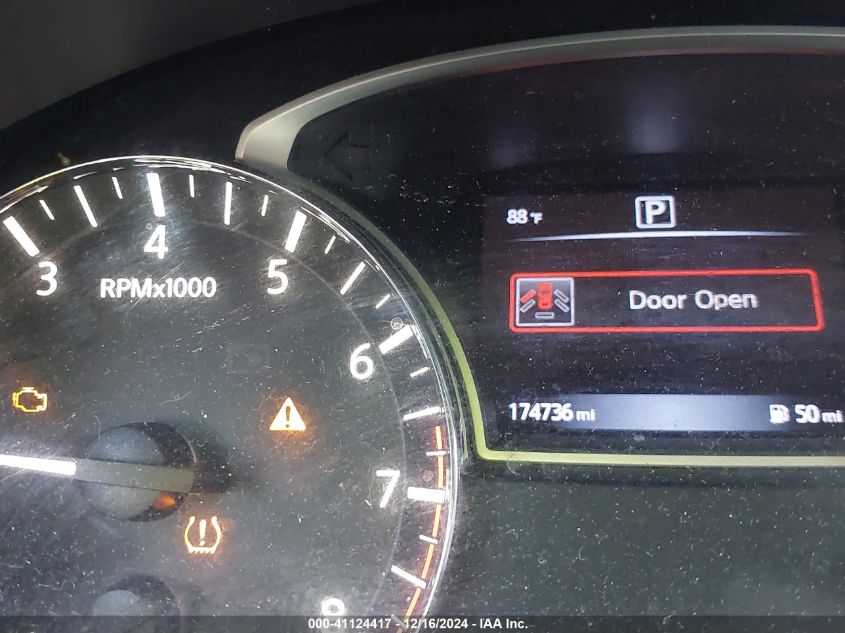 88°F
P
Door Open
174736 mi
50 mi
3
4
5
6
7
8
RPMx1000
000-41124417 - 12/16/2024 - IAA Inc.